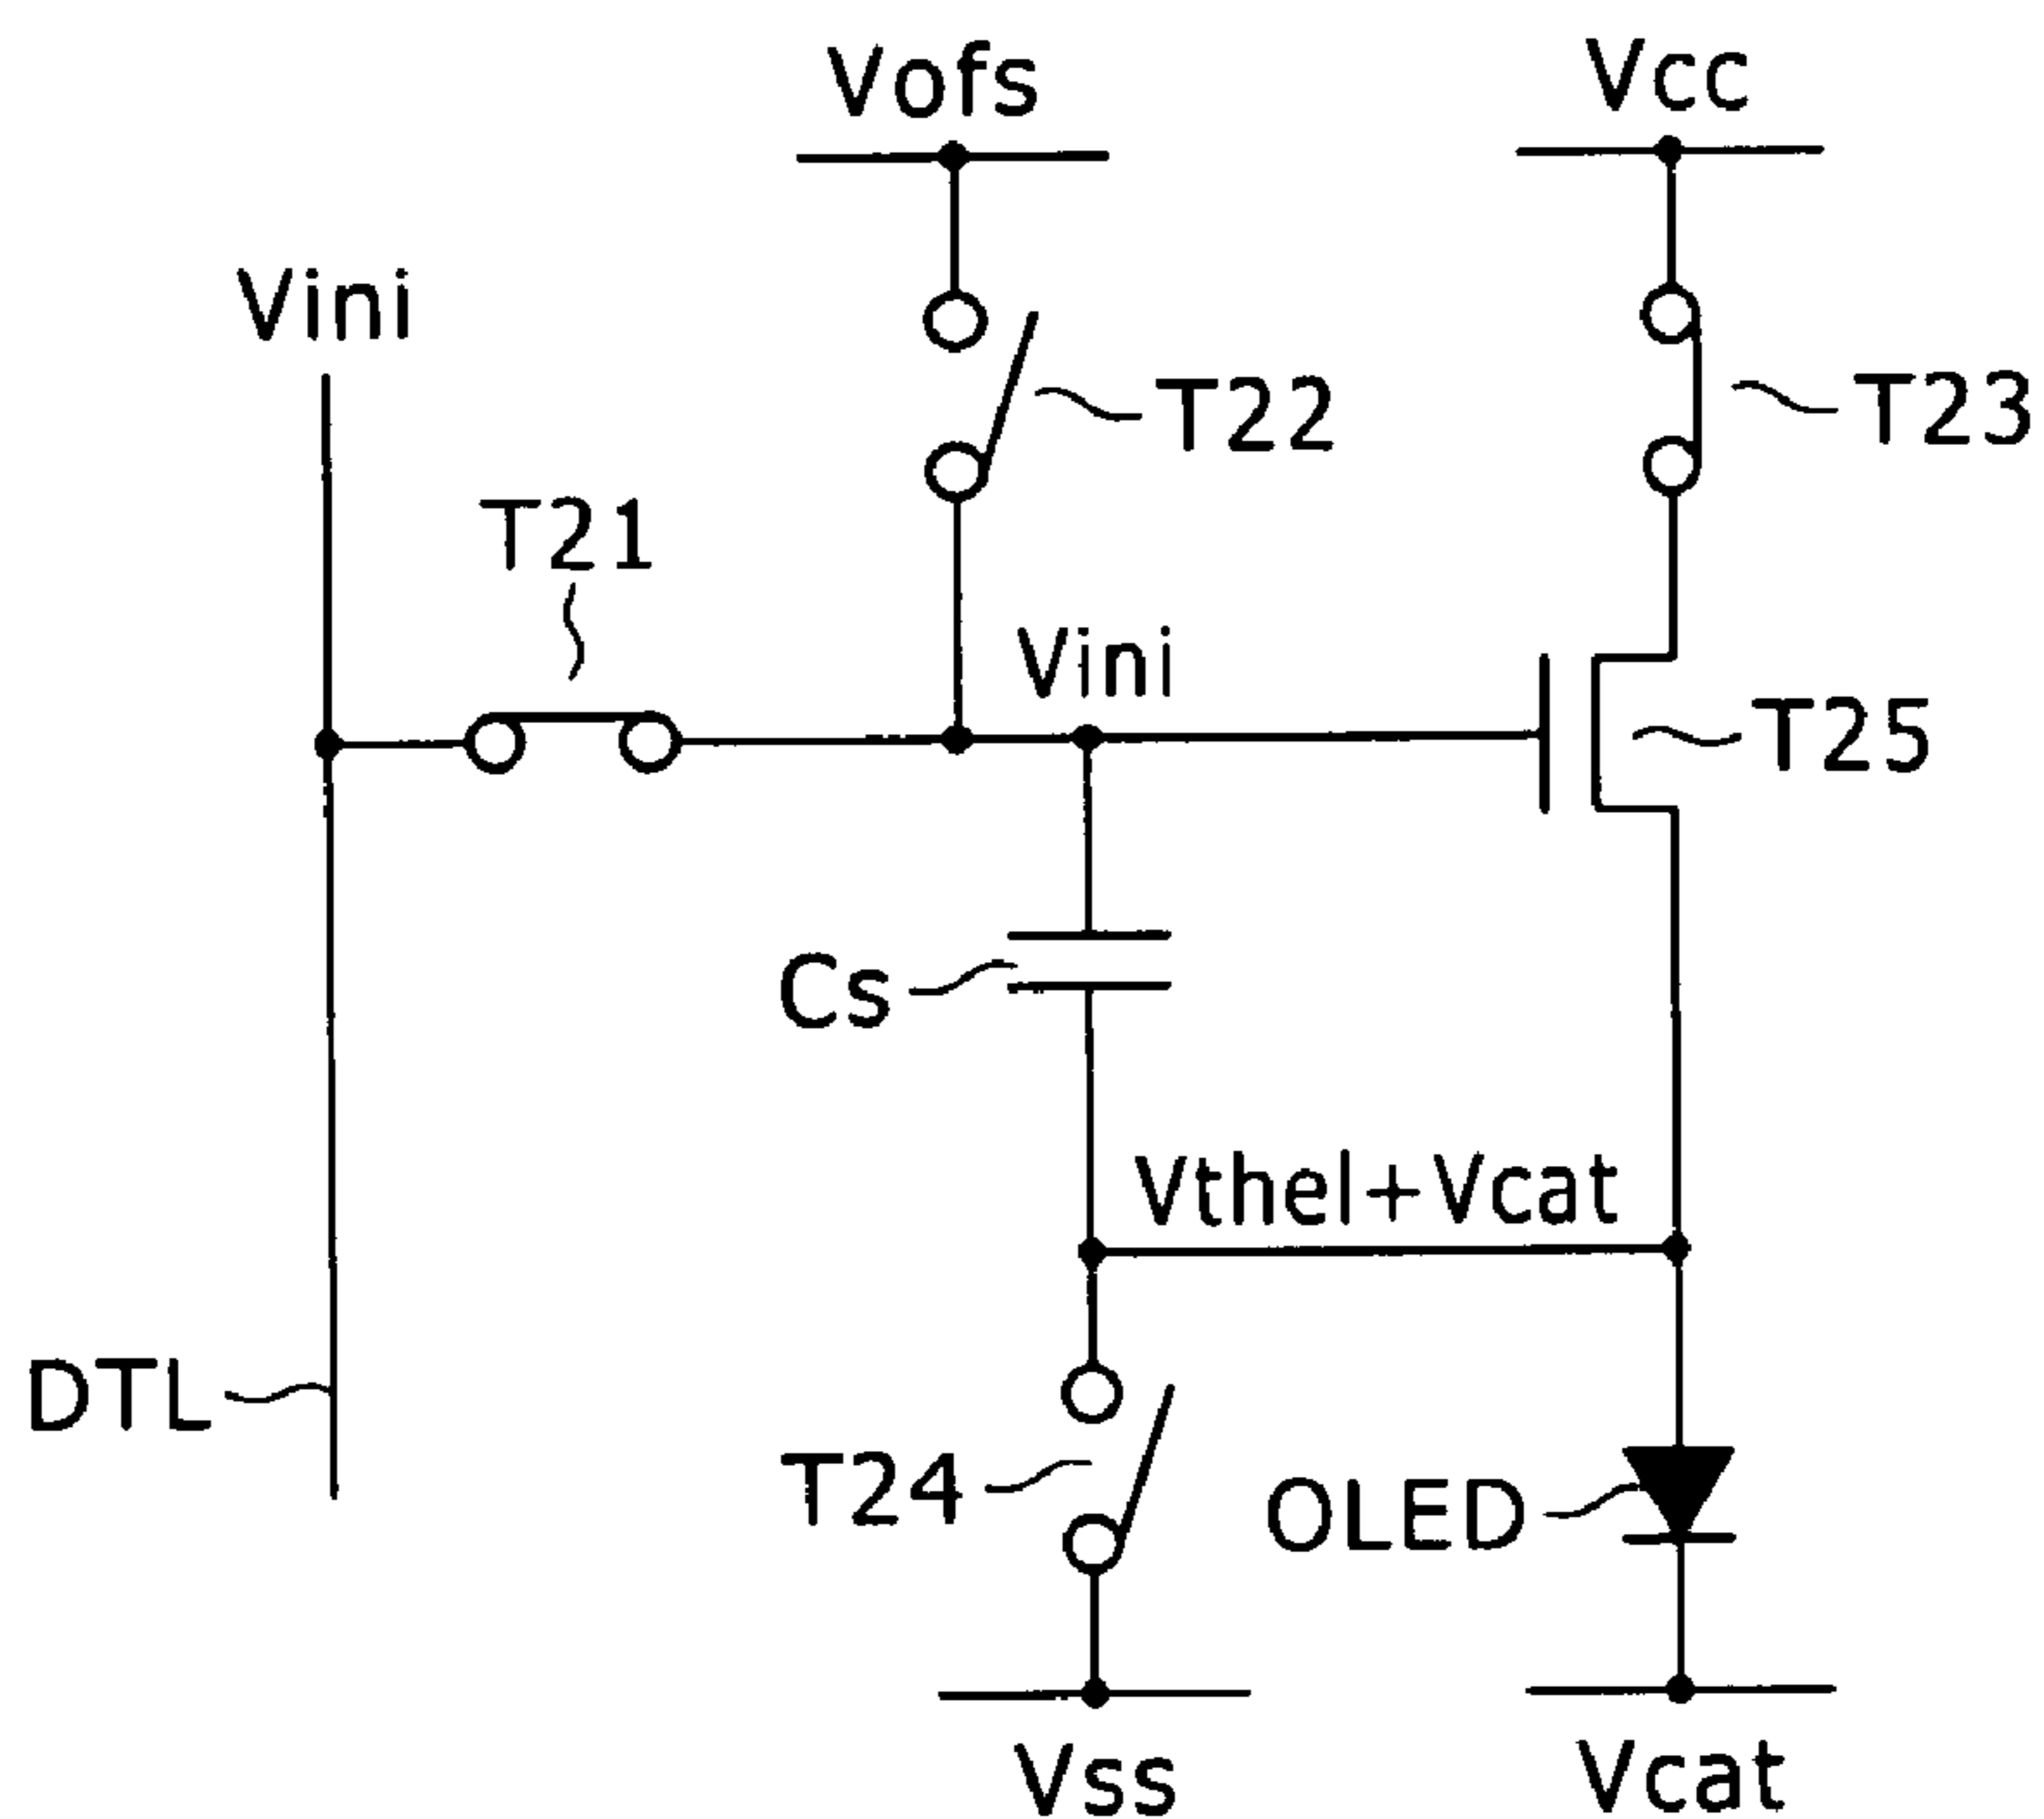 Vofs
Vcc
Vini
T22
T23
T21
Vini
T25
Cs
Vthel+Vcat
DTL
T24
OLED
Vss
Vcat